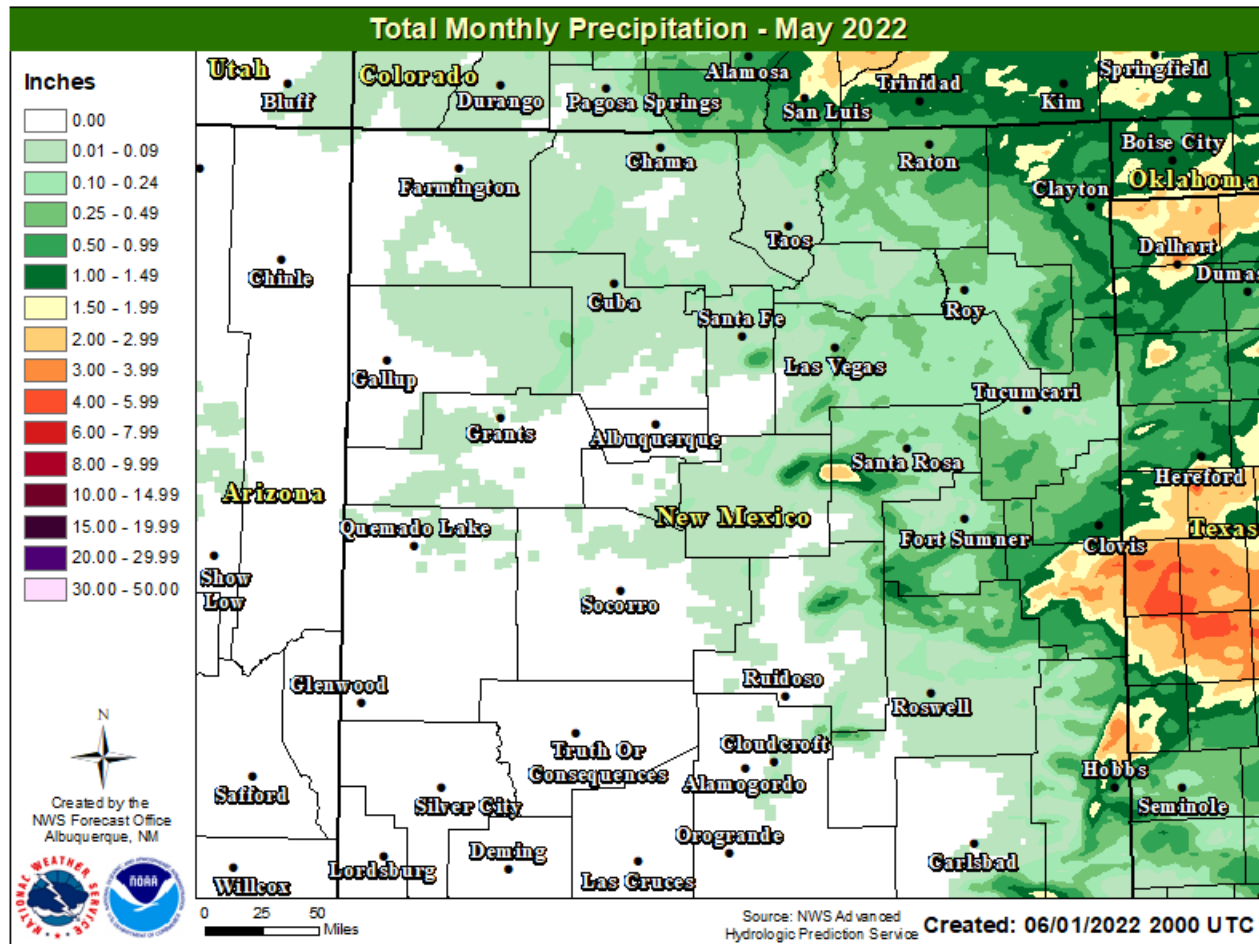 Total Monthly Precipitation - May 2022
Inches
0.00
0.01 - 0.09
0.10 - 0.24
0.25 - 0.49
0.50 - 0.99
1.00 - 1.49
1.50 - 1.99
2.00 - 2.99
3.00 - 3.99
4.00 - 5.99
6.00 - 7.99
8.00 - 9.99
10.00 - 14.99
15.00 - 19.99
20.00 - 29.99
30.00 - 50.00
Utah
Bluff
Colorado
Durango
Pagosa Springs
Alamosa
San Luis
Trinidad
Kim
Springfield
Farmington
Chama
Raton
Boise City
Oklahoma
Clayton
Taos
Chinle
Dalhart
Dumas
Cuba
Santa Fe
Roy
Las Vegas
Gallup
Tucumcari
Grants
Albuquerque
Santa Rosa
Hereford
Arizona
New Mexico
Texas
Quemado Lake
Fort Sumner
Clovis
Show
Low
Socorro
Glenwood
Ruidoso
Roswell
Truth Or
Consequences
Cloudcroft
Alamogordo
Hobbs
Safford
Silver City
Seminole
Orogrande
Lordsburg
Deming
Las Cruces
Carlsbad
Willcox
N
Created by the
NWS Forecast Office
Albuquerque, NM
NATIONAL WEATHER SERVICE
NOAA
0 25 50
Miles
Source: NWS Advanced
Hydrologic Prediction Service
Created: 06/01/2022 2000 UTC